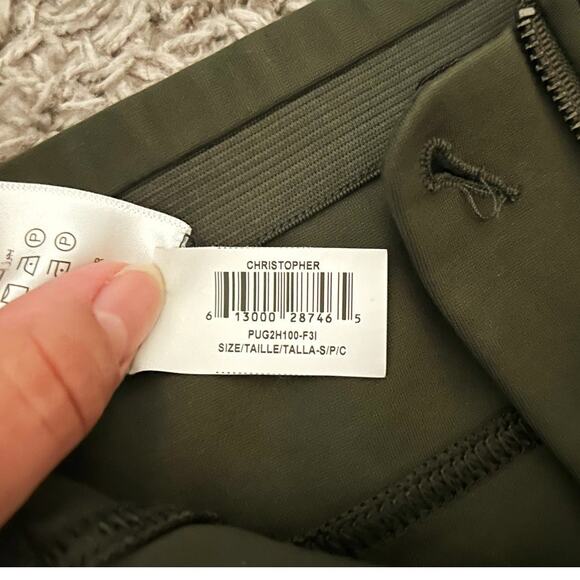 CHRISTOPHER
6 13000 28746 5
PUG2H100-F3I
SIZE/TAILLE/TALLA-S/P/C
P P